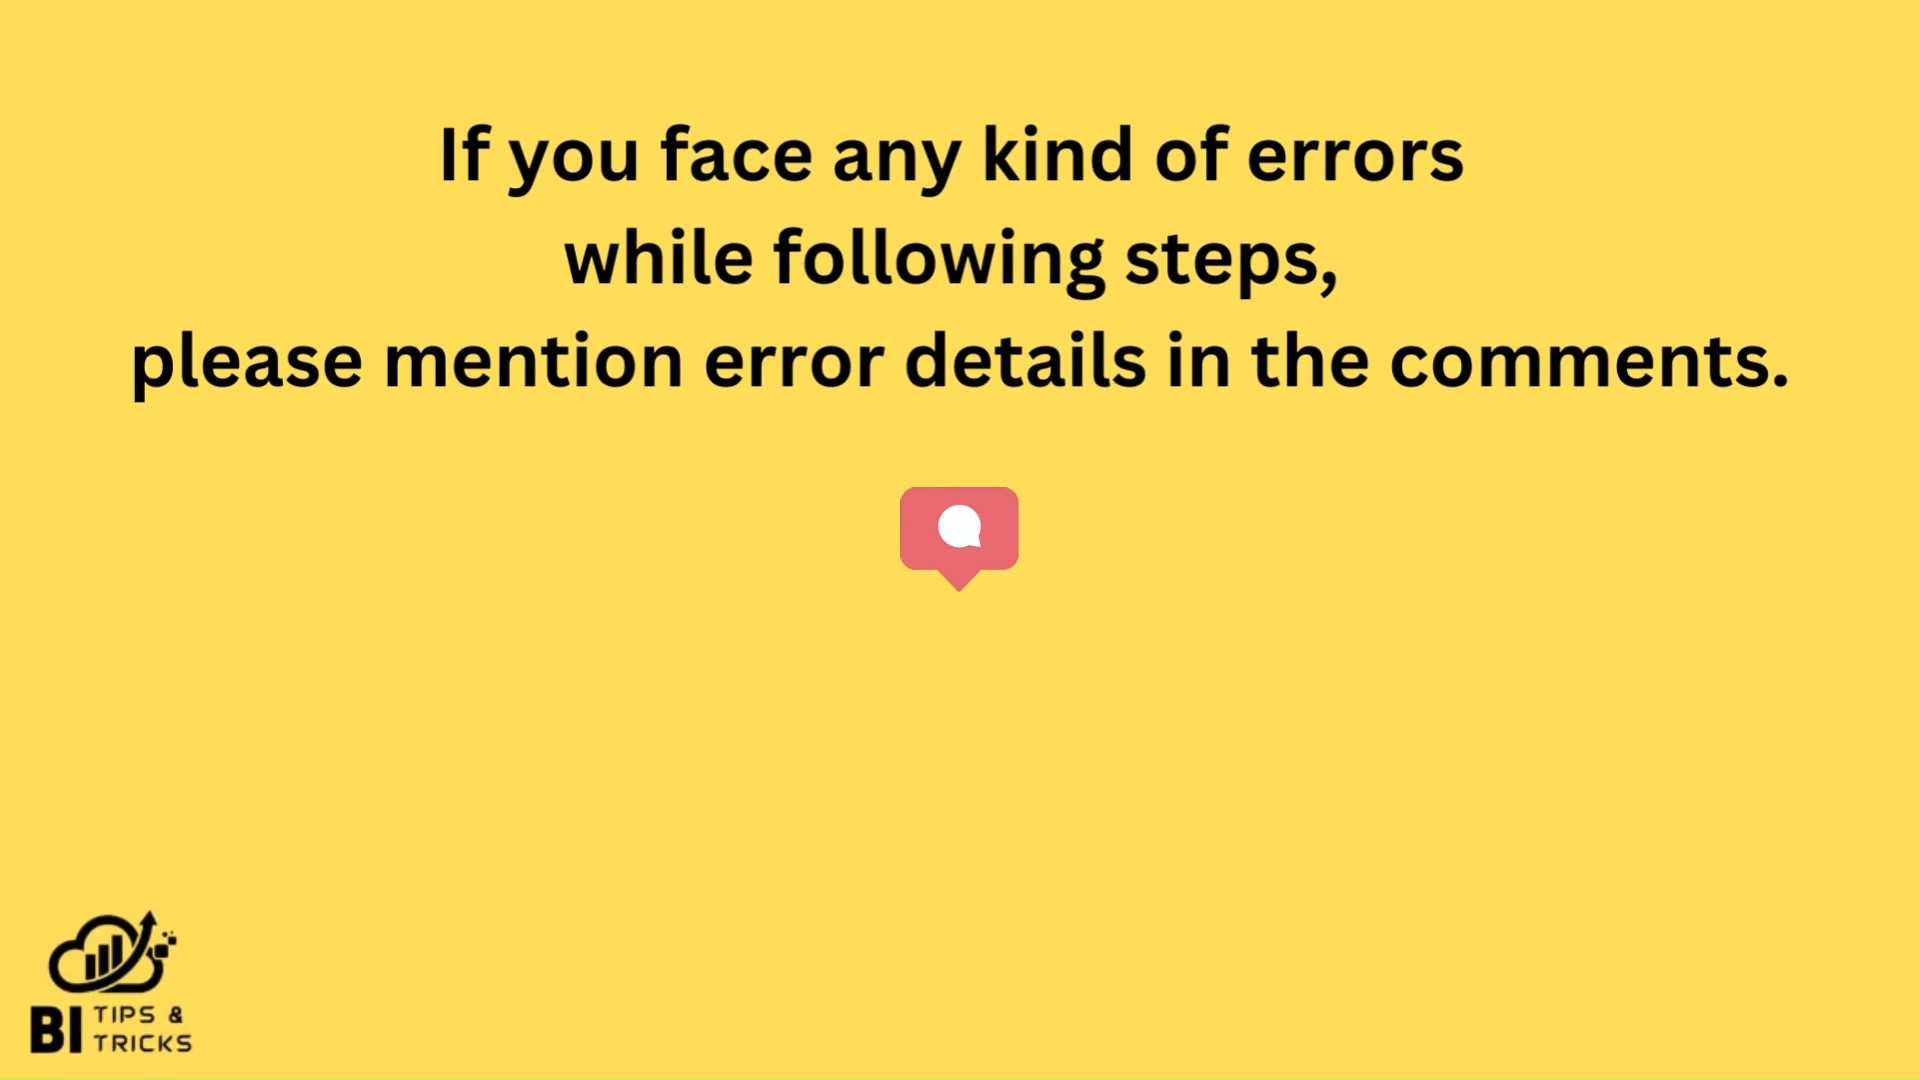 If you face any kind of errors
while following steps,
please mention error details in the comments.
BI TIPS &
TRICKS